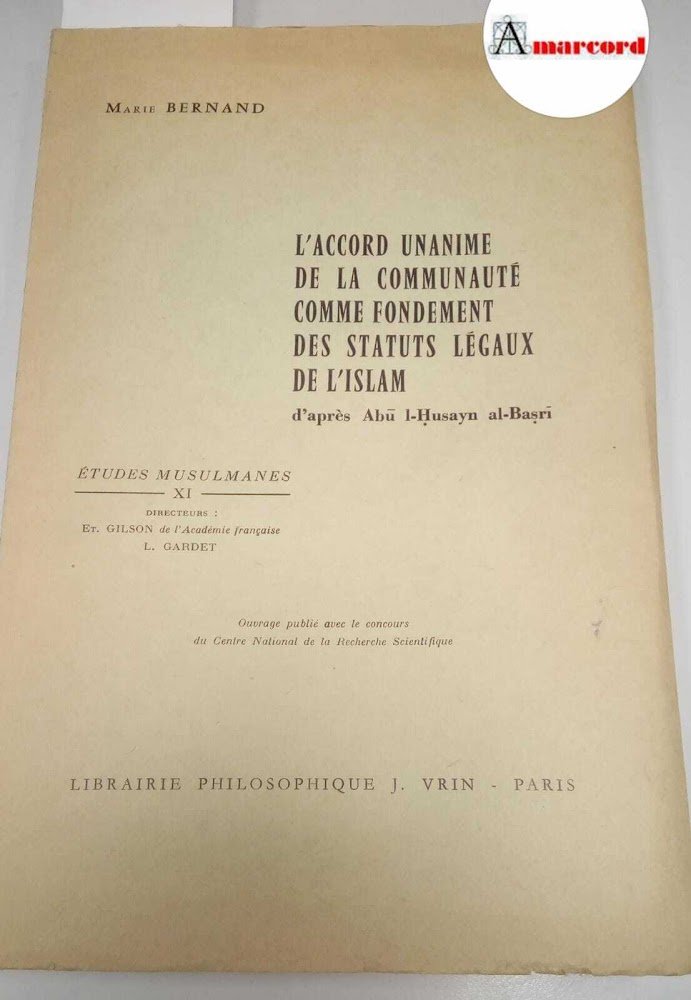 Amarcord
MARIE BERNAND
L'ACCORD UNANIME
DE LA COMMUNAUTÉ
COMME FONDEMENT
DES STATUTS LÉGAUX
DE L'ISLAM
d'après Abū l-Ḥusayn al-Baṣrī
ÉTUDES MUSULMANES
XI
DIRECTEURS :
ET. GILSON de l'Académie française
L. GARDET
Ouvrage publié avec le concours
du Centre National de la Recherche Scientifique
LIBRAIRIE PHILOSOPHIQUE J. VRIN - PARIS